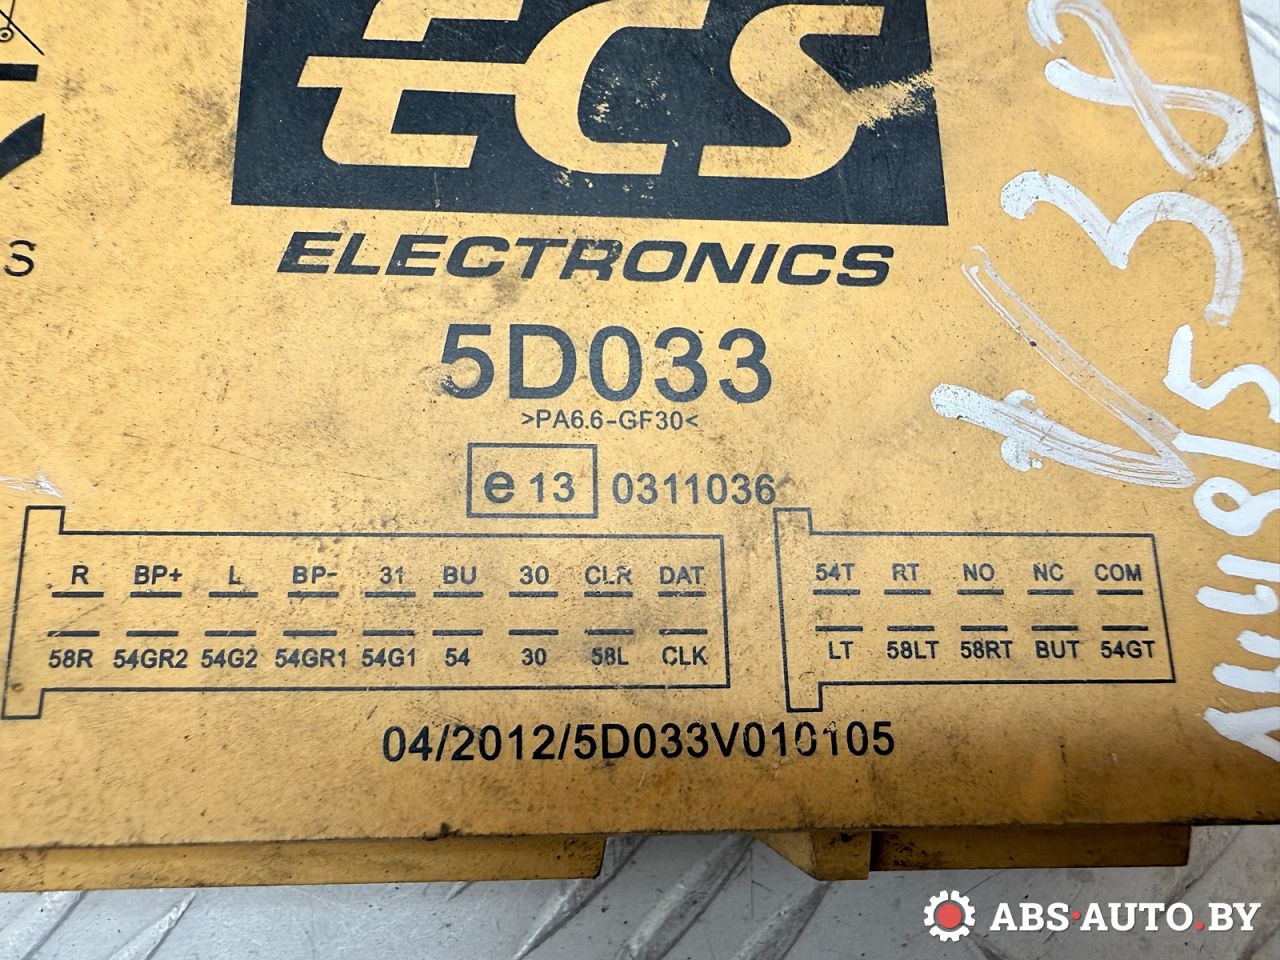 ECS
ELECTRONICS
S
5D033
>PA6.6-GF30<
e 13 0311036
R BP+ L BP- 31 BU 30 CLR DAT
58R 54GR2 54G2 54GR1 54G1 54 30 58L CLK
54T RT NO NC COM
LT 58LT 58RT BUT 54GT
04/2012/5D033V010105
ABS·AUTO.BY